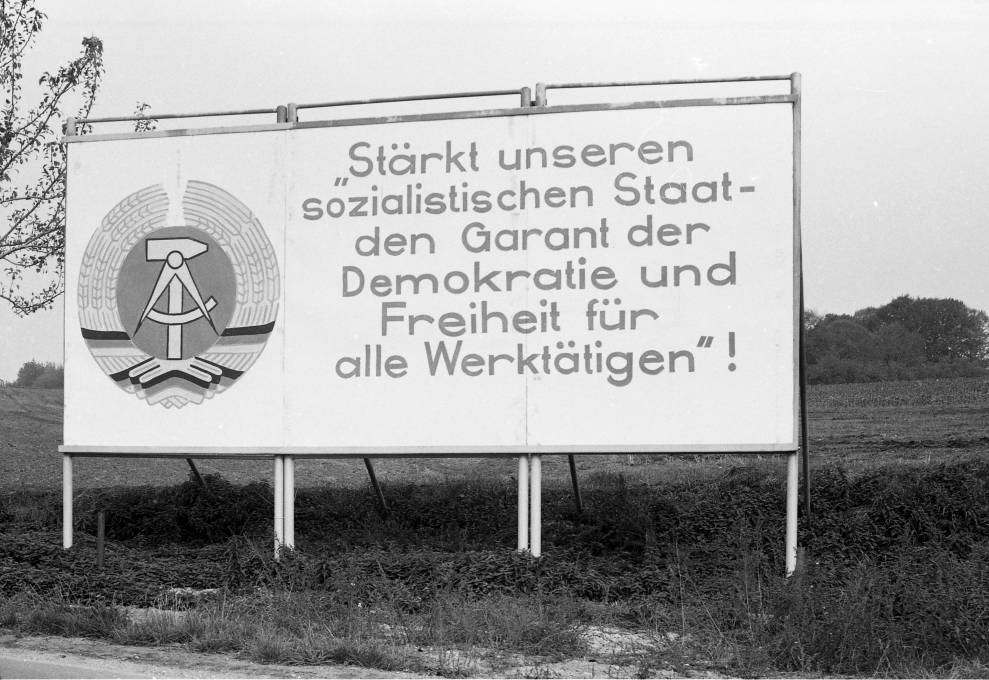 „Stärkt unseren
sozialistischen Staat-
den Garant der
Demokratie und
Freiheit für
alle Werktätigen“!